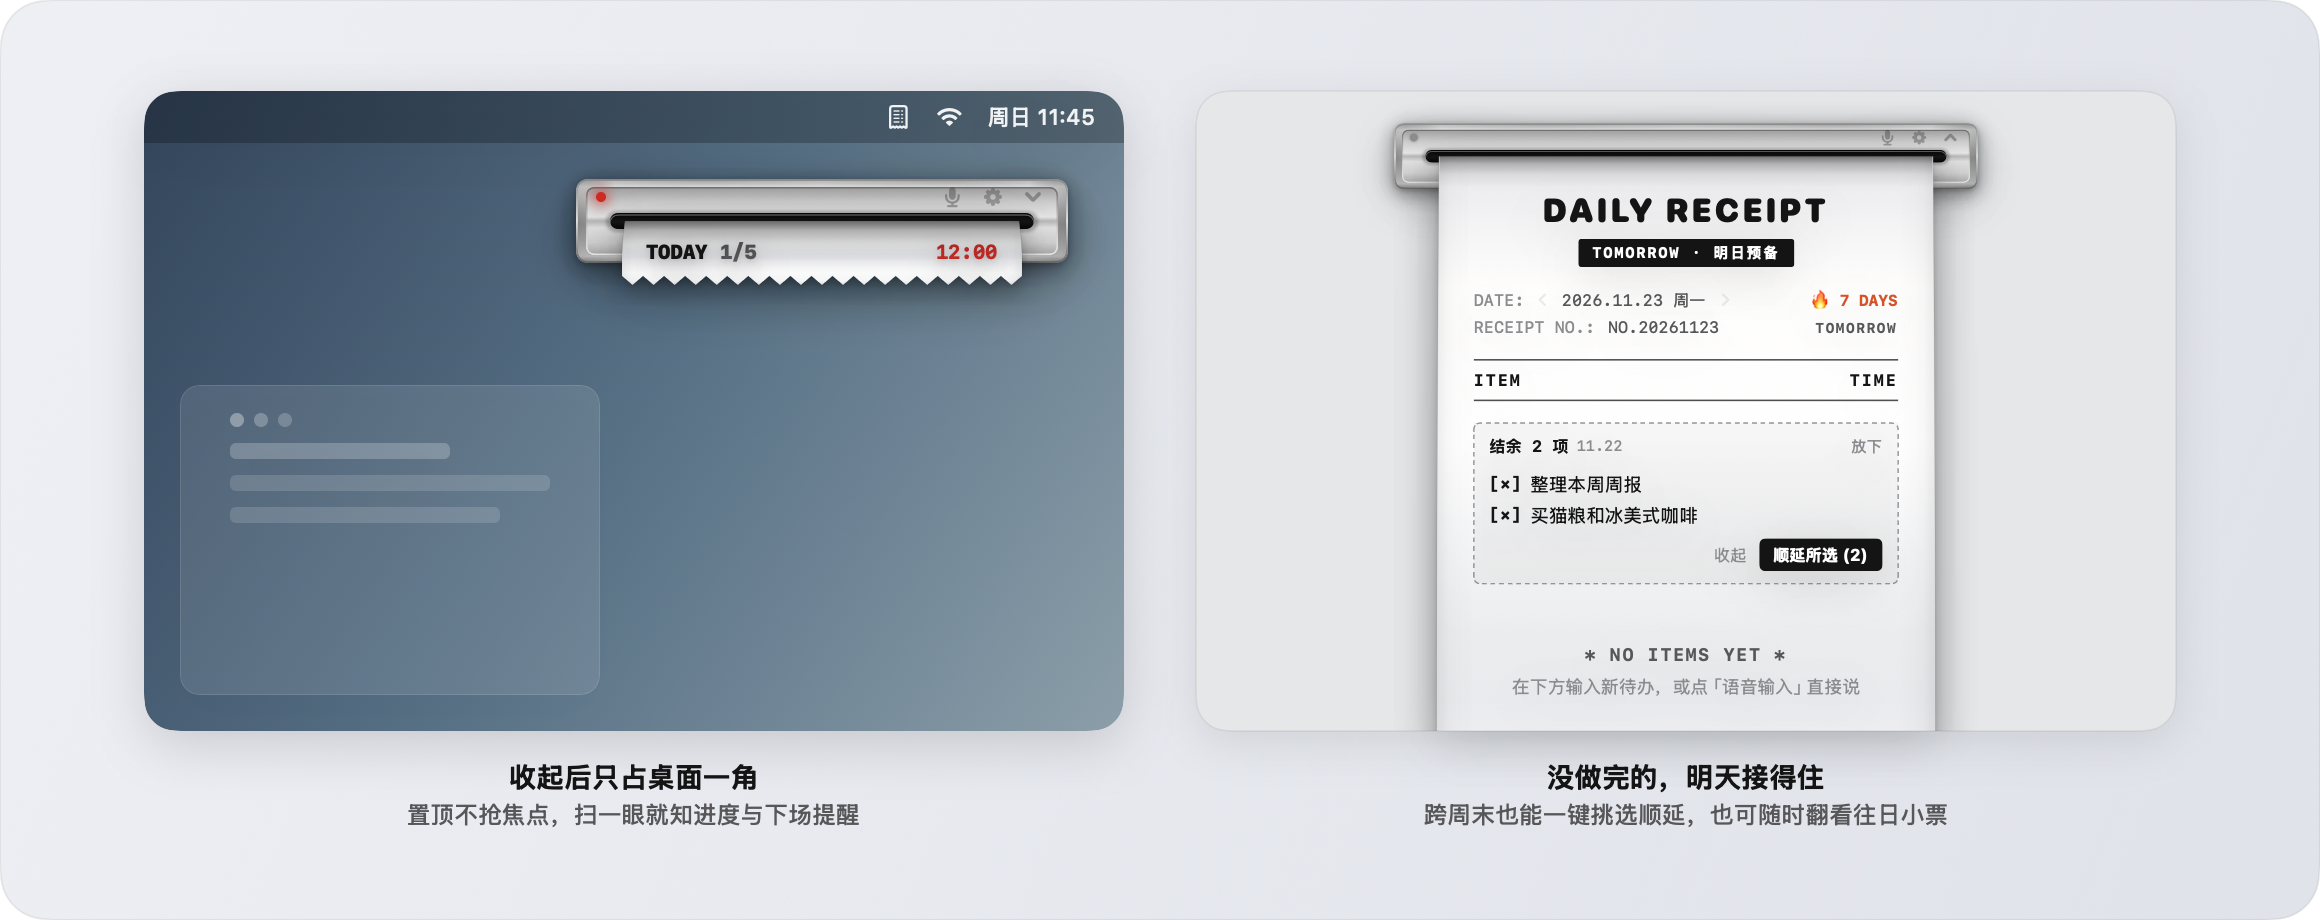 周日 11:45
TODAY 1/5 12:00
收起后只占桌面一角
置顶不抢焦点，扫一眼就知进度与下场提醒
DAILY RECEIPT
TOMORROW · 明日预备
DATE: < 2026.11.23 周一 > 🔥 7 DAYS
RECEIPT NO.: NO.20261123 TOMORROW
ITEM TIME
结余 2 项 11.22 放下
[×] 整理本周周报
[×] 买猫粮和冰美式咖啡
收起 顺延所选 (2)
* NO ITEMS YET *
在下方输入新待办，或点「语音输入」直接说
没做完的，明天接得住
跨周末也能一键挑选顺延，也可随时翻看往日小票